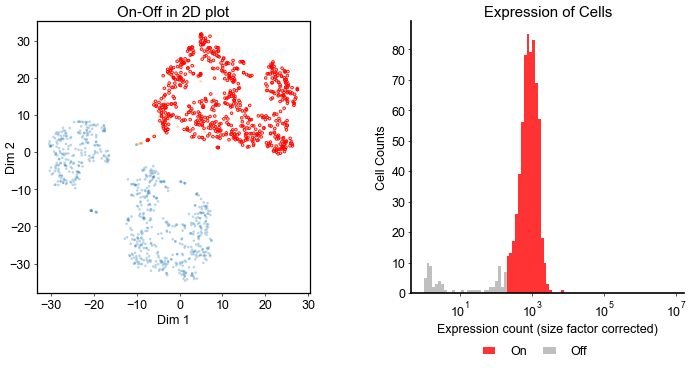 On-Off in 2D plot
Dim 2
30
20
10
0
−10
−20
−30
−30 −20 −10 0 10 20 30
Dim 1
Expression of Cells
Cell Counts
80
70
60
50
40
30
20
10
0
10^1 10^3 10^5 10^7
Expression count (size factor corrected)
On Off